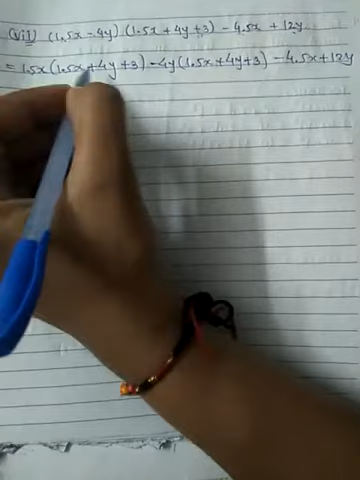 (vii) (1.5x - 4y) (1.5x + 4y + 3) - 4.5x + 12y
= 1.5x (1.5x + 4y + 3) - 4y (1.5x + 4y + 3) - 4.5x + 12y